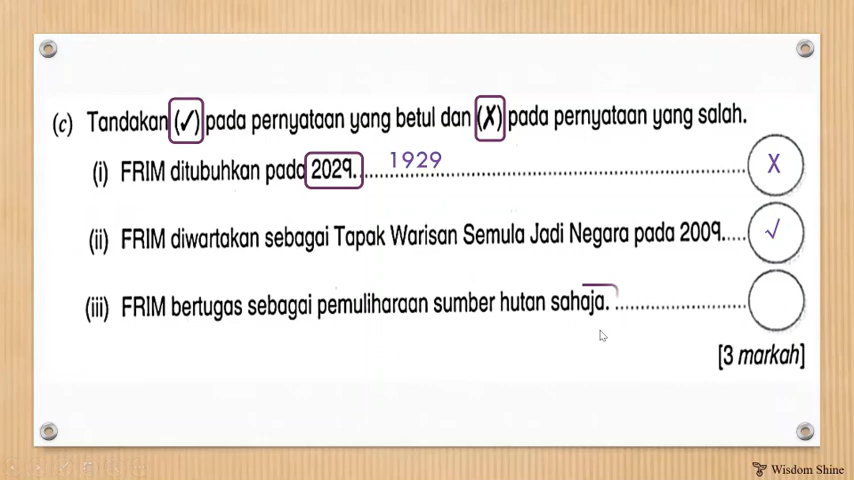 (c) Tandakan (✓) pada pernyataan yang betul dan (✗) pada pernyataan yang salah.
(i) FRIM ditubuhkan pada 2029. 1929 ........ X
(ii) FRIM diwartakan sebagai Tapak Warisan Semula Jadi Negara pada 2009..... √
(iii) FRIM bertugas sebagai pemuliharaan sumber hutan sahaja. ........
[3 markah]
Wisdom Shine